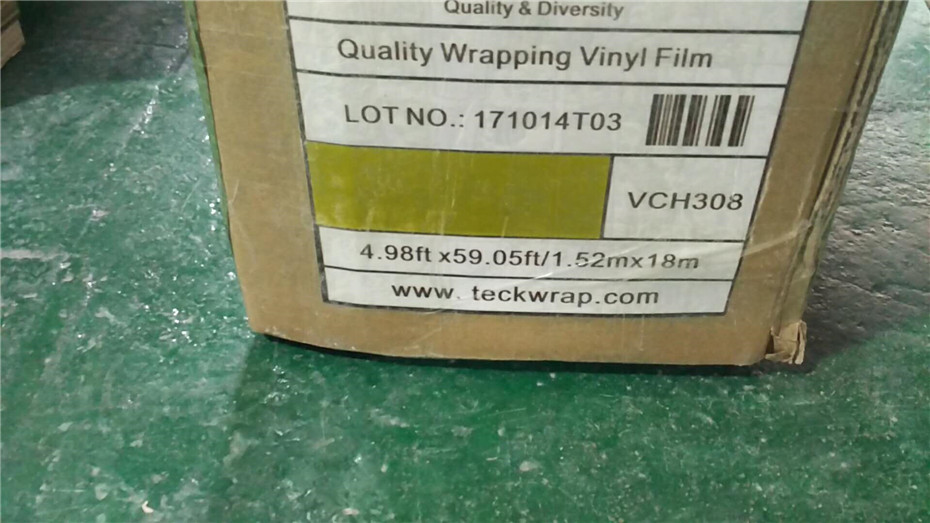 Quality & Diversity
Quality Wrapping Vinyl Film
LOT NO.: 171014T03
VCH308
4.98ft x59.05ft/1.52mx18m
www. teckwrap.com